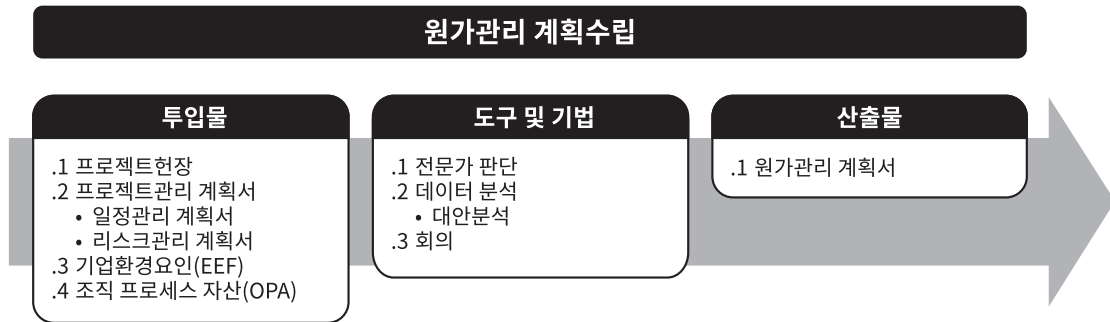 원가관리 계획수립
투입물
.1 프로젝트헌장
.2 프로젝트관리 계획서
• 일정관리 계획서
• 리스크관리 계획서
.3 기업환경요인(EEF)
.4 조직 프로세스 자산(OPA)
도구 및 기법
.1 전문가 판단
.2 데이터 분석
• 대안분석
.3 회의
산출물
.1 원가관리 계획서